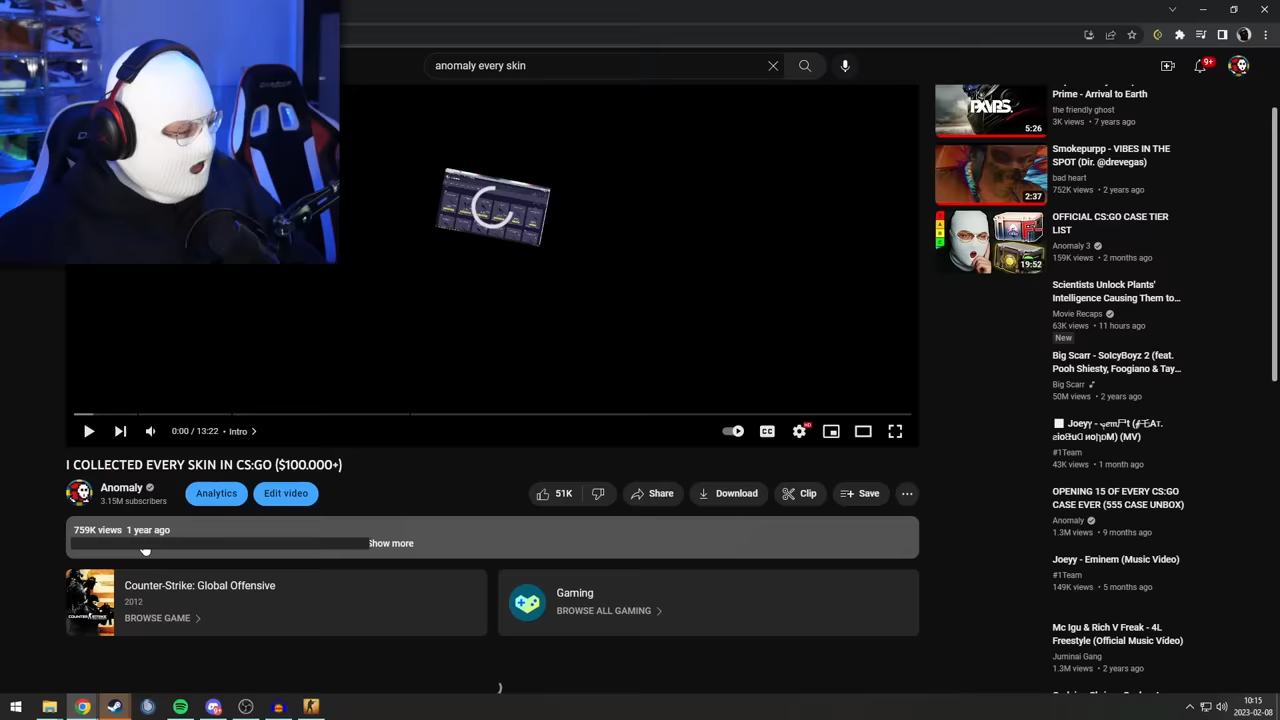 anomaly every skin
9+
Prime - Arrival to Earth
the friendly ghost
3K views • 7 years ago
5:26
Smokepurpp - VIBES IN THE
SPOT (Dir. @drevegas)
bad heart
752K views • 2 years ago
2:37
OFFICIAL CS:GO CASE TIER
LIST
Anomaly 3
159K views • 2 months ago
19:52
Scientists Unlock Plants'
Intelligence Causing Them to...
Movie Recaps
63K views • 11 hours ago
New
Big Scarr - SoIcyBoyz 2 (feat.
Pooh Shiesty, Foogiano & Tay...
Big Scarr
50M views • 2 years ago
#1Team
43K views • 1 month ago
OPENING 15 OF EVERY CS:GO
CASE EVER (555 CASE UNBOX)
Anomaly
1.3M views • 9 months ago
Joeyy - Eminem (Music Video)
#1Team
149K views • 5 months ago
Mc Igu & Rich V Freak - 4L
Freestyle (Official Music Vídeo)
Juminai Gang
1.3M views • 2 years ago
0:00 / 13:22 • Intro
HD
I COLLECTED EVERY SKIN IN CS:GO ($100.000+)
Anomaly
3.15M subscribers
Analytics
Edit video
51K
Share
Download
Clip
Save
759K views 1 year ago
Show more
Counter-Strike: Global Offensive
2012
BROWSE GAME
Gaming
BROWSE ALL GAMING
10:15
2023-02-08